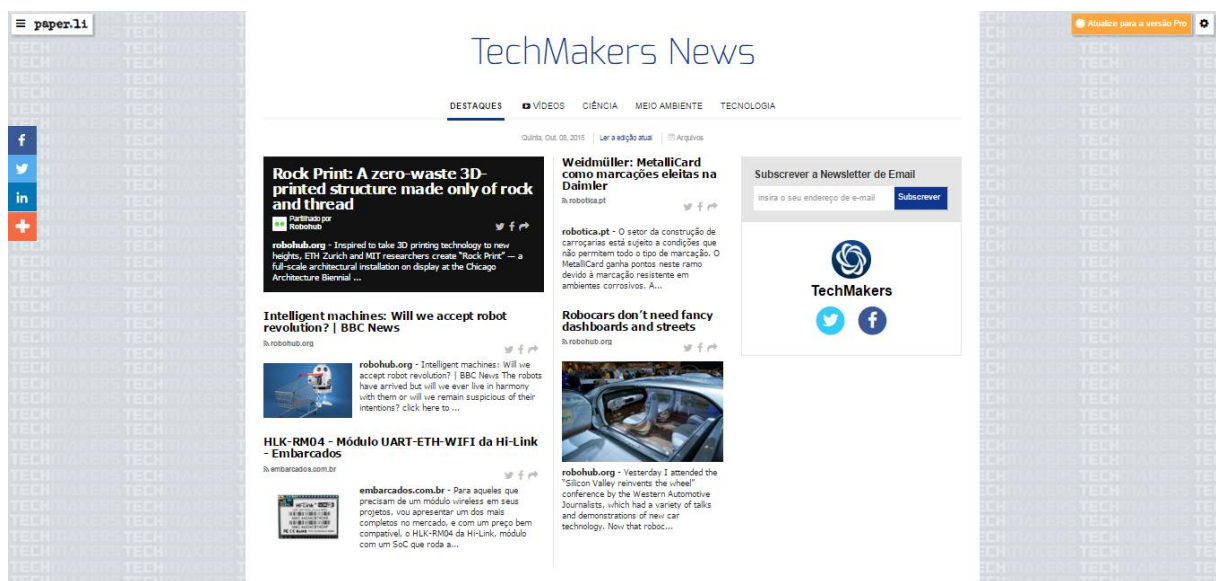 ≡ paper.li
Atualize para a versão Pro
TechMakers News
DESTAQUES VÍDEOS CIÊNCIA MEIO AMBIENTE TECNOLOGIA
Quinta, Out. 08, 2015 Ler a edição atual Arquivos
Rock Print: A zero-waste 3D-
printed structure made only of rock
and thread
Partilhado por
Robohub
robohub.org - Inspired to take 3D printing technology to new
heights, ETH Zurich and MIT researchers create "Rock Print" — a
full-scale architectural installation on display at the Chicago
Architecture Biennial ...
Intelligent machines: Will we accept robot
revolution? | BBC News
robohub.org
robohub.org - Intelligent machines: Will we
accept robot revolution? | BBC News The robots
have arrived but will we ever live in harmony
with them or will we remain suspicious of their
intentions? click here to ...
HLK-RM04 - Módulo UART-ETH-WIFI da Hi-Link
- Embarcados
embarcados.com.br
embarcados.com.br - Para aqueles que
precisam de um módulo wireless em seus
projetos, vou apresentar um dos mais
completos no mercado, e com um preço bem
compatível, o HLK-RM04 da Hi-Link, módulo
com um SoC que roda a...
Weidmüller: MetalliCard
como marcações eleitas na
Daimler
robotica.pt
robotica.pt - O setor da construção de
carroçarias está sujeito a condições que
não permitem todo o tipo de marcação. O
MetalliCard ganha pontos neste ramo
devido à marcação resistente em
ambientes corrosivos. A...
Robocars don't need fancy
dashboards and streets
robohub.org
robohub.org - Yesterday I attended the
"Silicon Valley reinvents the wheel"
conference by the Western Automotive
Journalists, which had a variety of talks
and demonstrations of new car
technology. Now that roboc...
Subscrever a Newsletter de Email
insira o seu endereço de e-mail Subscrever
TechMakers